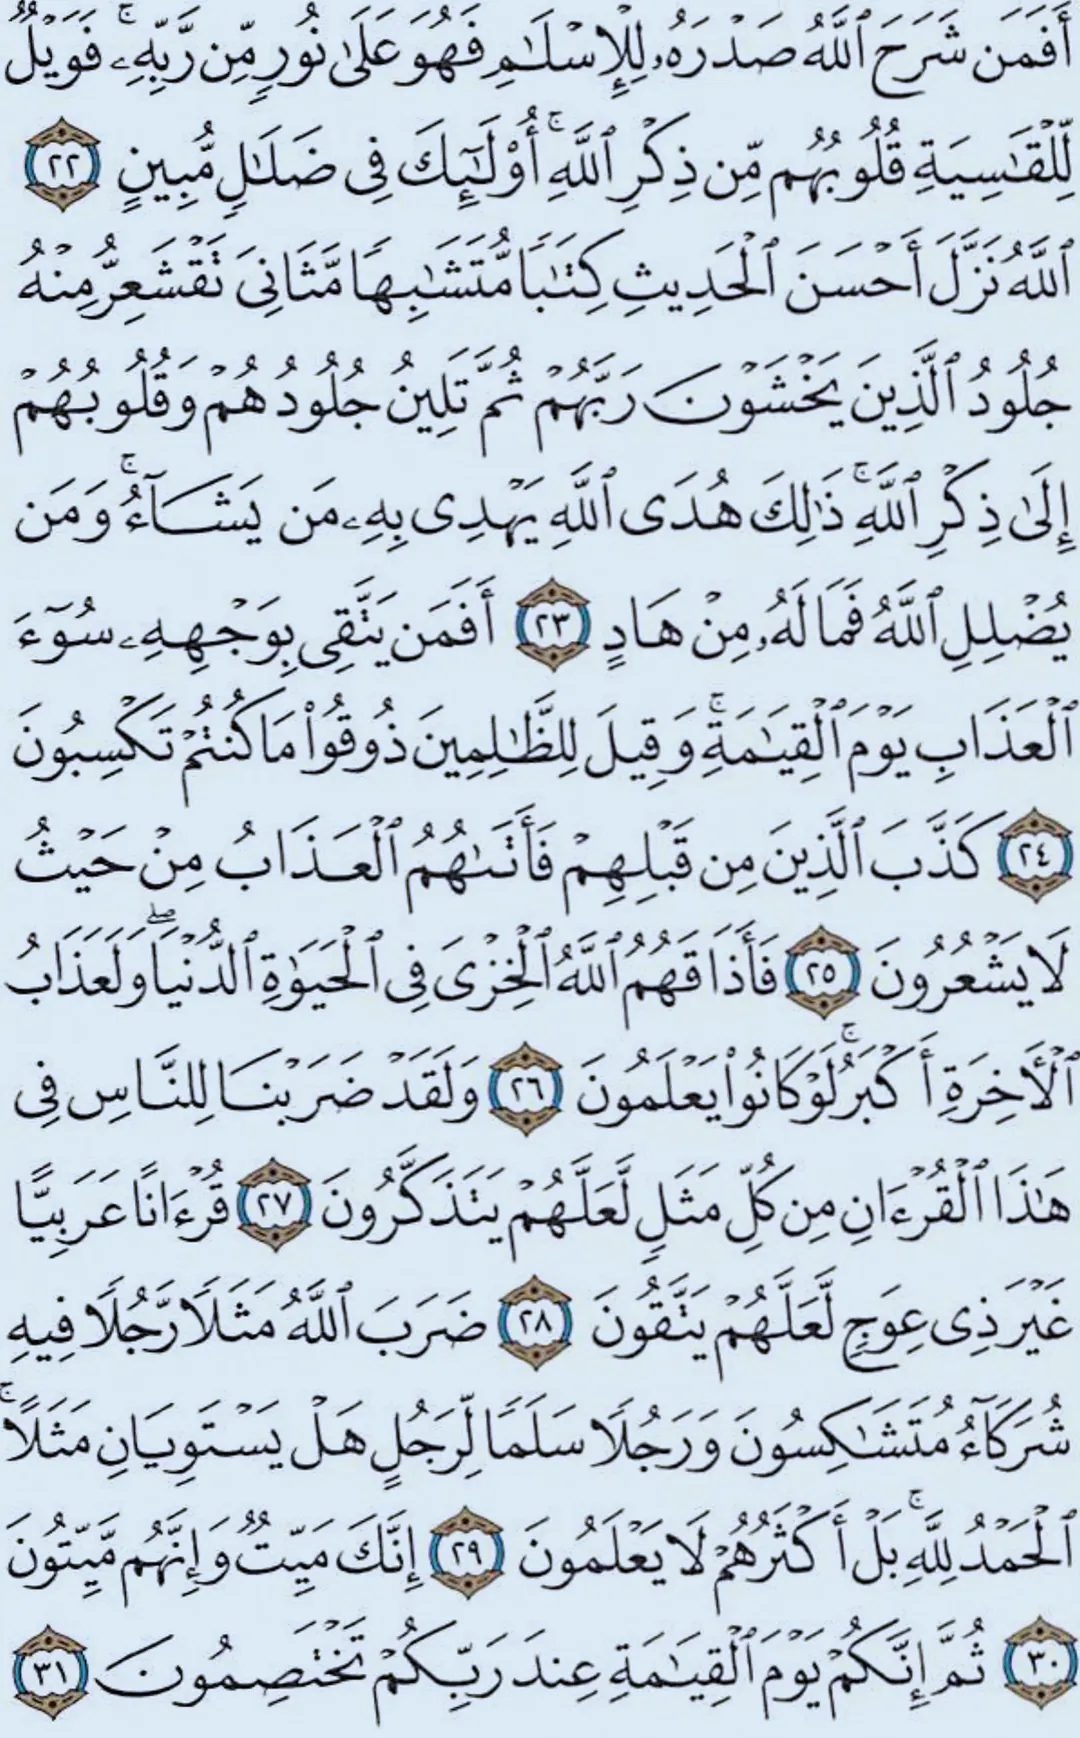 أَفَمَن شَرَحَ ٱللَّهُ صَدۡرَهُۥ لِلۡإِسۡلَٰمِ فَهُوَ عَلَىٰ نُورٖ مِّن رَّبِّهِۦۚ فَوَيۡلٞ
لِّلۡقَٰسِيَةِ قُلُوبُهُم مِّن ذِكۡرِ ٱللَّهِۚ أُوْلَٰٓئِكَ فِي ضَلَٰلٖ مُّبِينٍ ٢٢
ٱللَّهُ نَزَّلَ أَحۡسَنَ ٱلۡحَدِيثِ كِتَٰبٗا مُّتَشَٰبِهٗا مَّثَانِيَ تَقۡشَعِرُّ مِنۡهُ
جُلُودُ ٱلَّذِينَ يَخۡشَوۡنَ رَبَّهُمۡ ثُمَّ تَلِينُ جُلُودُهُمۡ وَقُلُوبُهُمۡ
إِلَىٰ ذِكۡرِ ٱللَّهِۚ ذَٰلِكَ هُدَى ٱللَّهِ يَهۡدِي بِهِۦ مَن يَشَآءُۚ وَمَن
يُضۡلِلِ ٱللَّهُ فَمَا لَهُۥ مِنۡ هَادٍ ٢٣ أَفَمَن يَتَّقِي بِوَجۡهِهِۦ سُوٓءَ
ٱلۡعَذَابِ يَوۡمَ ٱلۡقِيَٰمَةِۚ وَقِيلَ لِلظَّٰلِمِينَ ذُوقُواْ مَا كُنتُمۡ تَكۡسِبُونَ
٢٤ كَذَّبَ ٱلَّذِينَ مِن قَبۡلِهِمۡ فَأَتَىٰهُمُ ٱلۡعَذَابُ مِنۡ حَيۡثُ
لَا يَشۡعُرُونَ ٢٥ فَأَذَاقَهُمُ ٱللَّهُ ٱلۡخِزۡيَ فِي ٱلۡحَيَوٰةِ ٱلدُّنۡيَاۖ وَلَعَذَابُ
ٱلۡأٓخِرَةِ أَكۡبَرُۚ لَوۡ كَانُواْ يَعۡلَمُونَ ٢٦ وَلَقَدۡ ضَرَبۡنَا لِلنَّاسِ فِي
هَٰذَا ٱلۡقُرۡءَانِ مِن كُلِّ مَثَلٖ لَّعَلَّهُمۡ يَتَذَكَّرُونَ ٢٧ قُرۡءَانًا عَرَبِيًّا
غَيۡرَ ذِي عِوَجٖ لَّعَلَّهُمۡ يَتَّقُونَ ٢٨ ضَرَبَ ٱللَّهُ مَثَلٗا رَّجُلٗا فِيهِ
شُرَكَآءُ مُتَشَٰكِسُونَ وَرَجُلٗا سَلَمٗا لِّرَجُلٍ هَلۡ يَسۡتَوِيَانِ مَثَلًاۚ
ٱلۡحَمۡدُ لِلَّهِۚ بَلۡ أَكۡثَرُهُمۡ لَا يَعۡلَمُونَ ٢٩ إِنَّكَ مَيِّتٞ وَإِنَّهُم مَّيِّتُونَ
٣٠ ثُمَّ إِنَّكُمۡ يَوۡمَ ٱلۡقِيَٰمَةِ عِندَ رَبِّكُمۡ تَخۡتَصِمُونَ ٣١